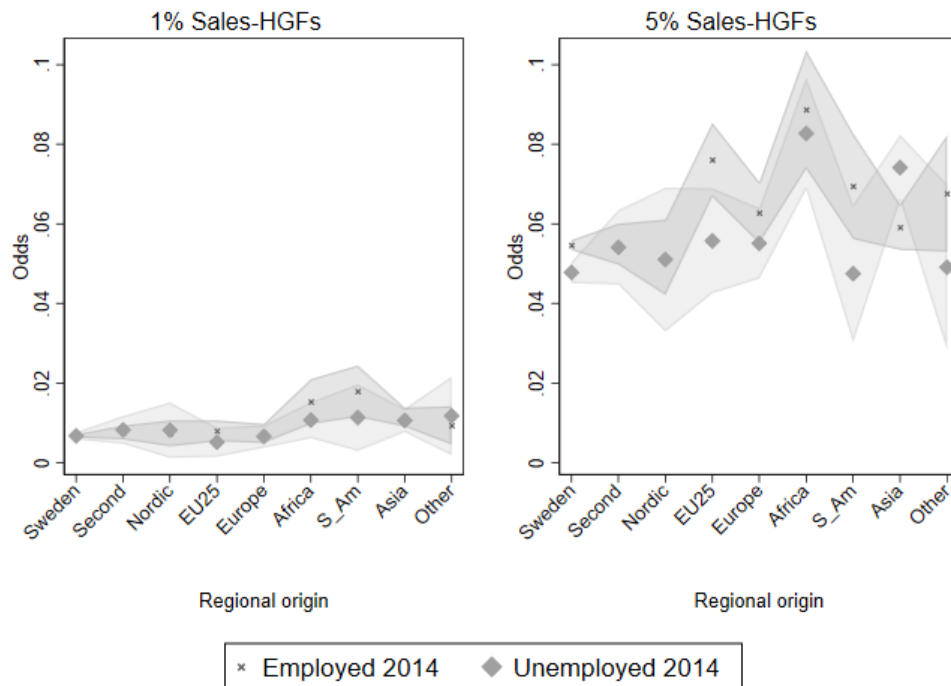 1% Sales-HGFs
5% Sales-HGFs
Odds
.1
.08
.06
.04
.02
0
Sweden
Second
Nordic
EU25
Europe
Africa
S_Am
Asia
Other
Regional origin
Odds
.1
.08
.06
.04
.02
0
Sweden
Second
Nordic
EU25
Europe
Africa
S_Am
Asia
Other
Regional origin
Employed 2014
Unemployed 2014